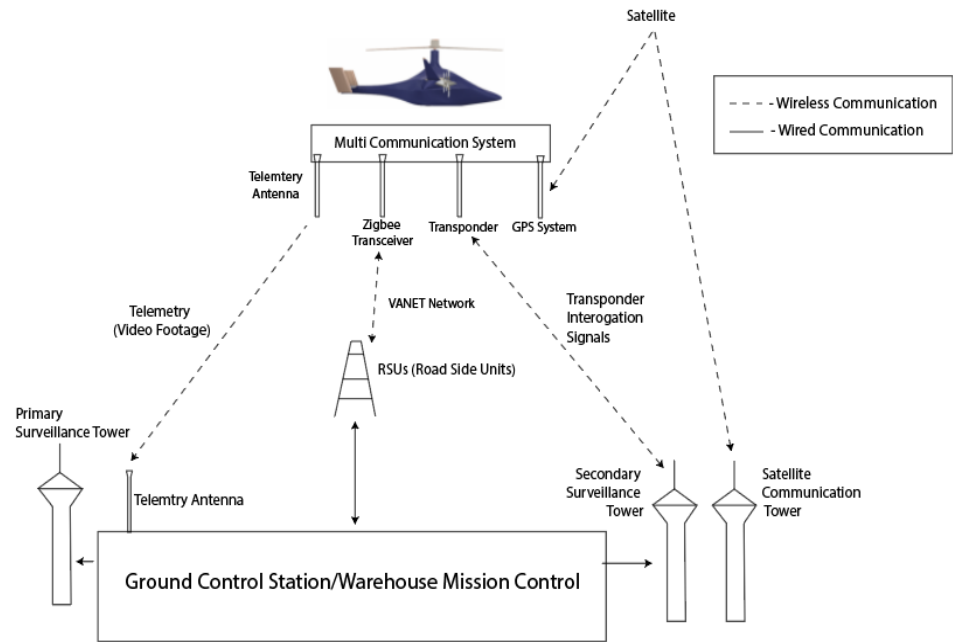 Satellite
- Wireless Communication
- Wired Communication
Multi Communication System
Telemtery
Antenna
Zigbee
Transceiver
Transponder
GPS System
Telemetry
(Video Footage)
VANET Network
Transponder
Interogation
Signals
RSUs (Road Side Units)
Primary
Surveillance Tower
Telemtry Antenna
Secondary
Surveillance
Tower
Satellite
Communication
Tower
Ground Control Station/Warehouse Mission Control